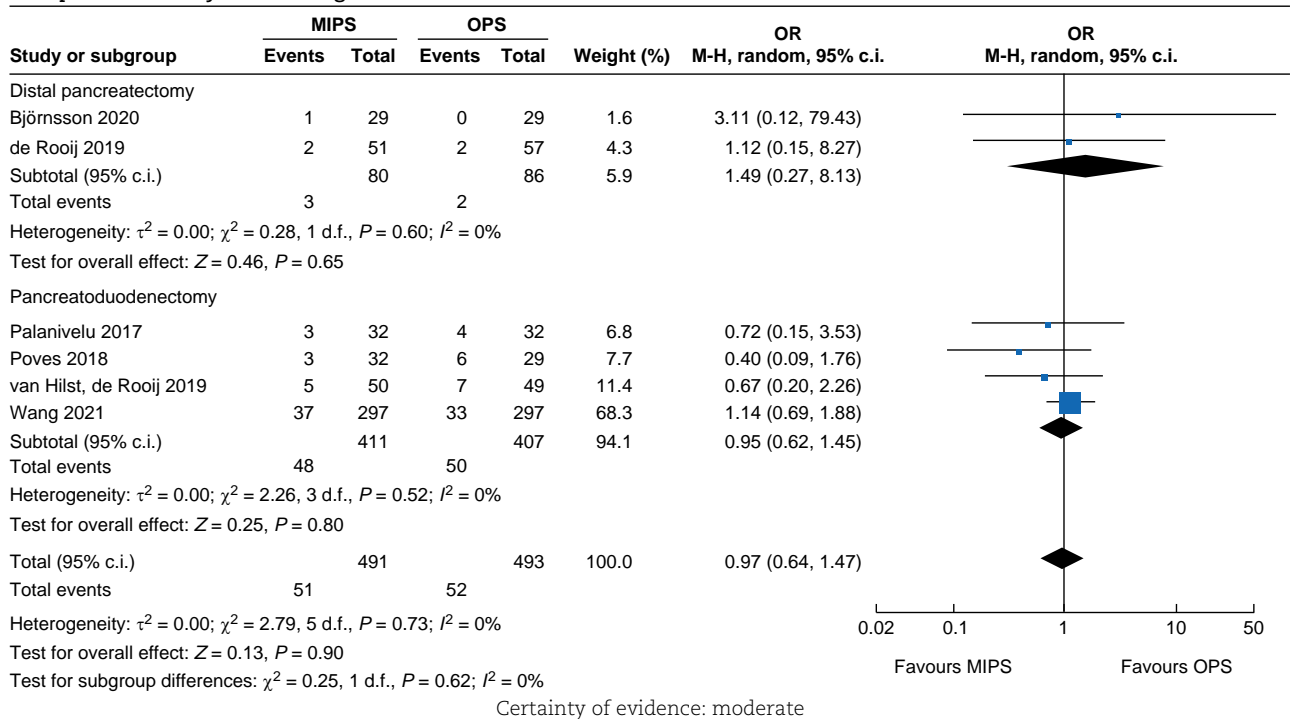 MIPS OPS OR OR
Study or subgroup Events Total Events Total Weight (%) M-H, random, 95% c.i. M-H, random, 95% c.i.
Distal pancreatectomy
Björnsson 2020 1 29 0 29 1.6 3.11 (0.12, 79.43)
de Rooij 2019 2 51 2 57 4.3 1.12 (0.15, 8.27)
Subtotal (95% c.i.) 80 86 5.9 1.49 (0.27, 8.13)
Total events 3 2
Heterogeneity: τ² = 0.00; χ² = 0.28, 1 d.f., P = 0.60; I² = 0%
Test for overall effect: Z = 0.46, P = 0.65
Pancreatoduodenectomy
Palanivelu 2017 3 32 4 32 6.8 0.72 (0.15, 3.53)
Poves 2018 3 32 6 29 7.7 0.40 (0.09, 1.76)
van Hilst, de Rooij 2019 5 50 7 49 11.4 0.67 (0.20, 2.26)
Wang 2021 37 297 33 297 68.3 1.14 (0.69, 1.88)
Subtotal (95% c.i.) 411 407 94.1 0.95 (0.62, 1.45)
Total events 48 50
Heterogeneity: τ² = 0.00; χ² = 2.26, 3 d.f., P = 0.52; I² = 0%
Test for overall effect: Z = 0.25, P = 0.80
Total (95% c.i.) 491 493 100.0 0.97 (0.64, 1.47)
Total events 51 52
Heterogeneity: τ² = 0.00; χ² = 2.79, 5 d.f., P = 0.73; I² = 0%
0.02 0.1 1 10 50
Test for overall effect: Z = 0.13, P = 0.90
Favours MIPS Favours OPS
Test for subgroup differences: χ² = 0.25, 1 d.f., P = 0.62; I² = 0%
Certainty of evidence: moderate